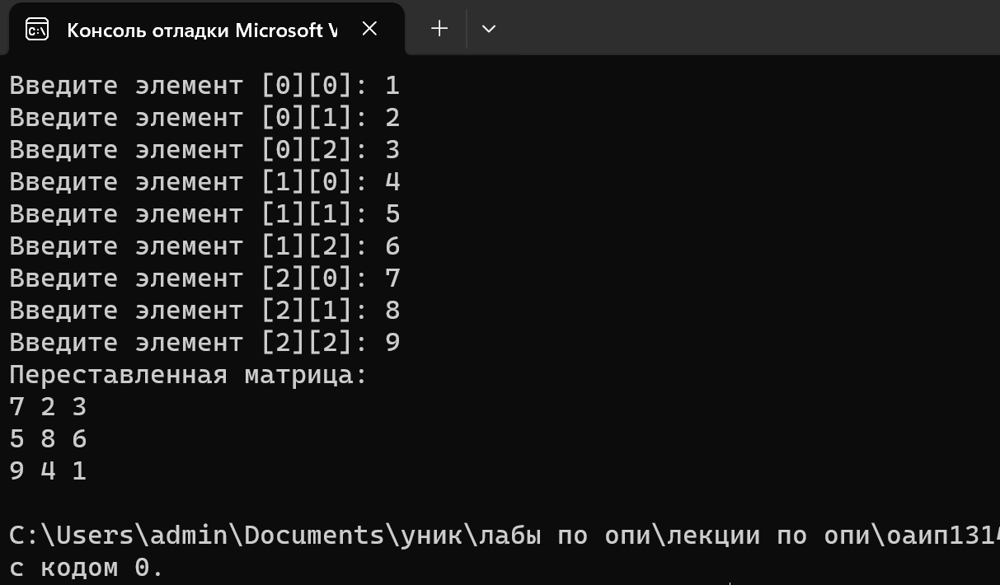 Консоль отладки Microsoft V
Введите элемент [0][0]: 1
Введите элемент [0][1]: 2
Введите элемент [0][2]: 3
Введите элемент [1][0]: 4
Введите элемент [1][1]: 5
Введите элемент [1][2]: 6
Введите элемент [2][0]: 7
Введите элемент [2][1]: 8
Введите элемент [2][2]: 9
Переставленная матрица:
7 2 3
5 8 6
9 4 1
C:\Users\admin\Documents\уник\лабы по опи\лекции по опи\оаип1314
с кодом 0.